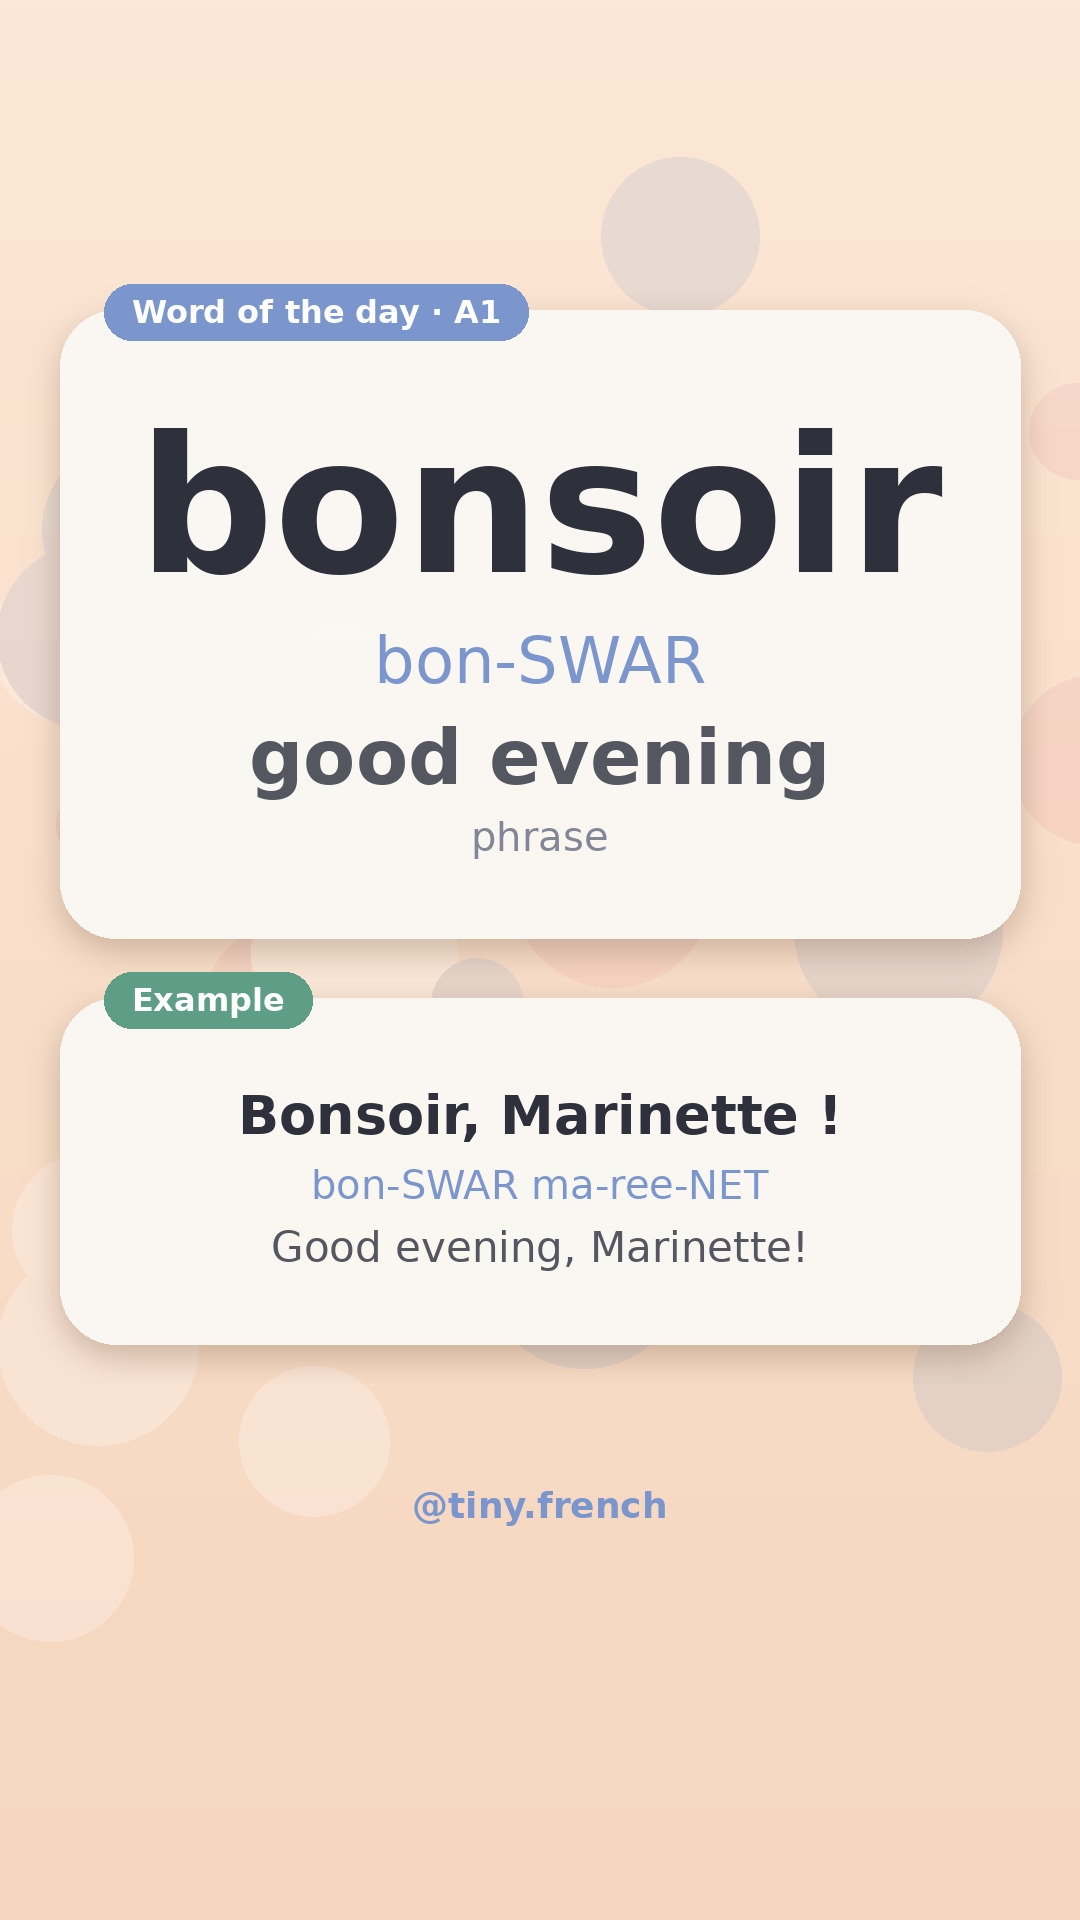 Word of the day · A1
bonsoir
bon-SWAR
good evening
phrase
Example
Bonsoir, Marinette !
bon-SWAR ma-ree-NET
Good evening, Marinette!
@tiny.french